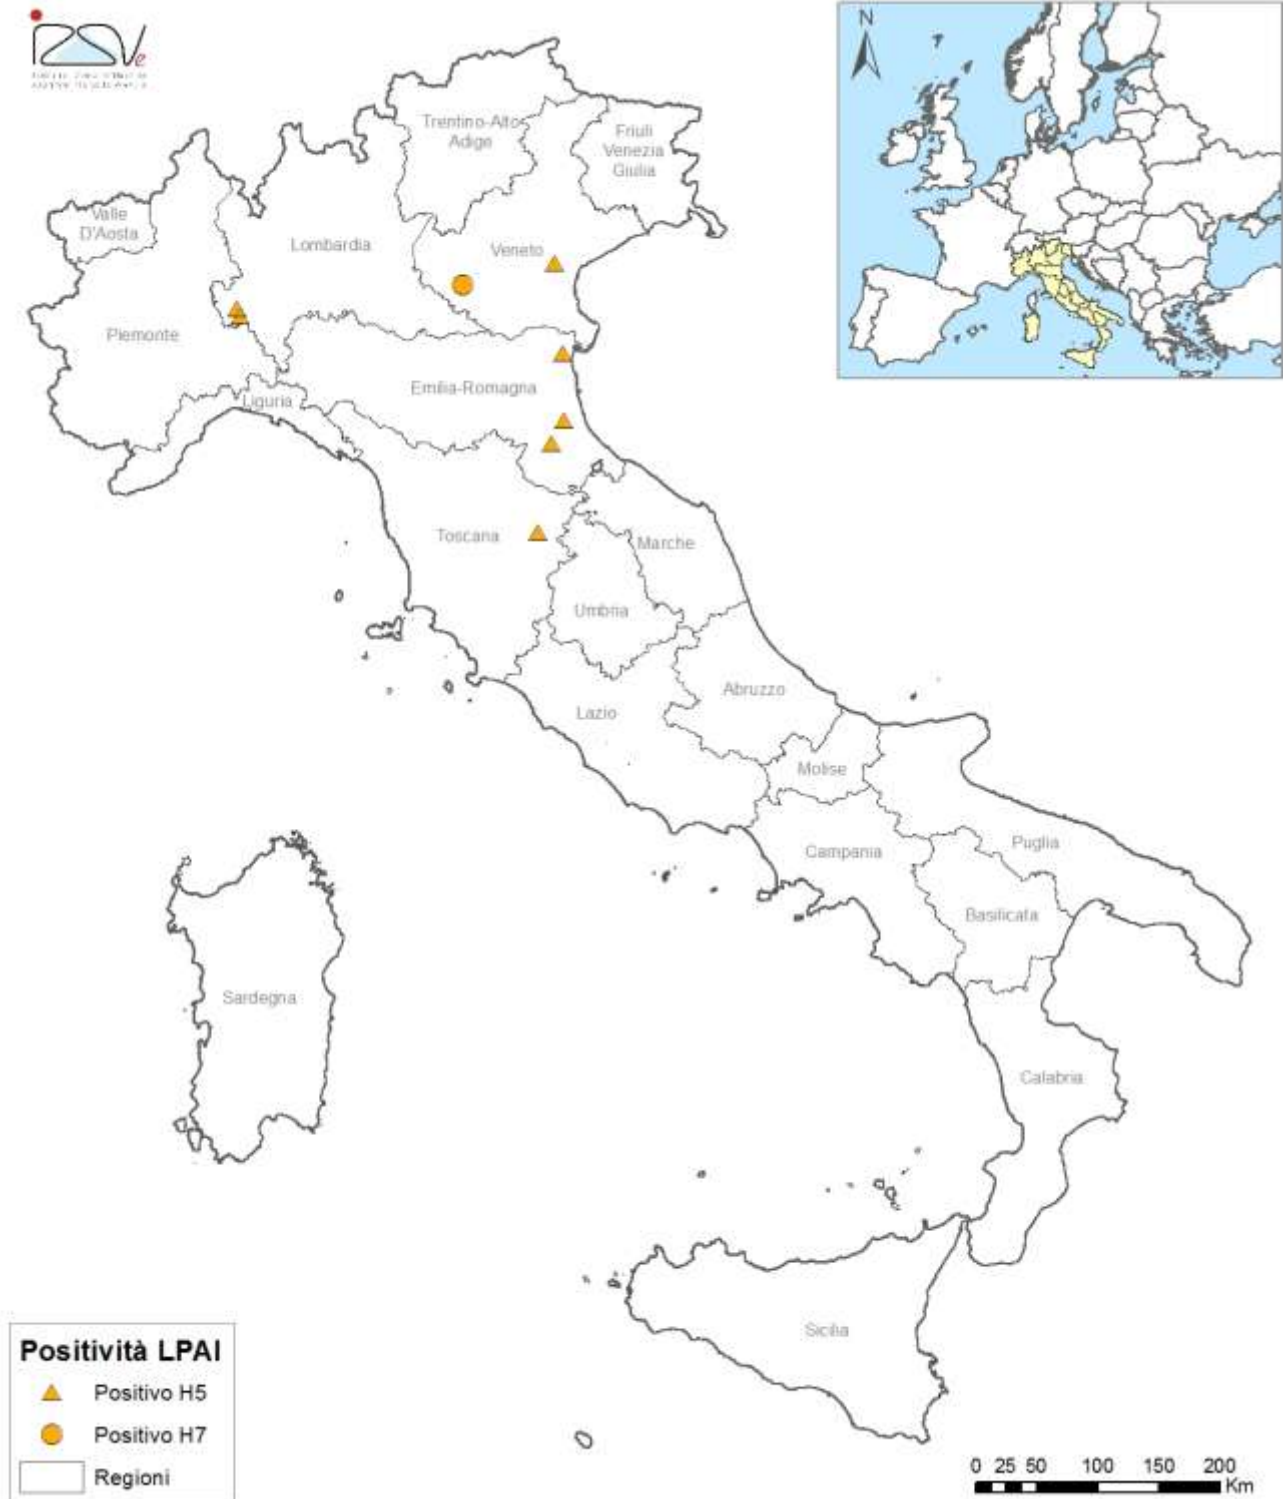 N
Trentino-Alto
Adige
Friuli
Venezia
Giulia
Valle
D'Aosta
Lombardia
Veneto
Piemonte
Emilia-Romagna
Liguria
Toscana
Marche
Umbria
Abruzzo
Lazio
Molise
Campania
Puglia
Basilicata
Sardegna
Calabria
Sicilia
Positività LPAI
Positivo H5
Positivo H7
Regioni
0 25 50 100 150 200
Km